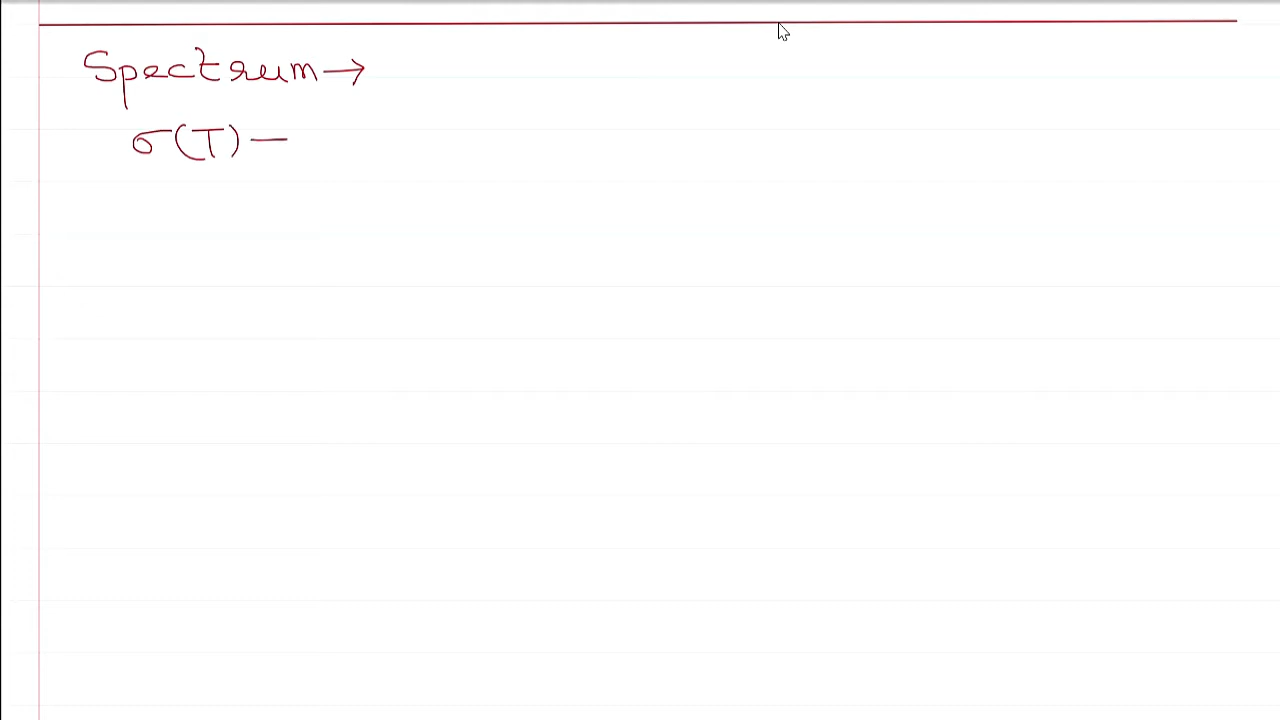 Spectrum →
σ(T) —